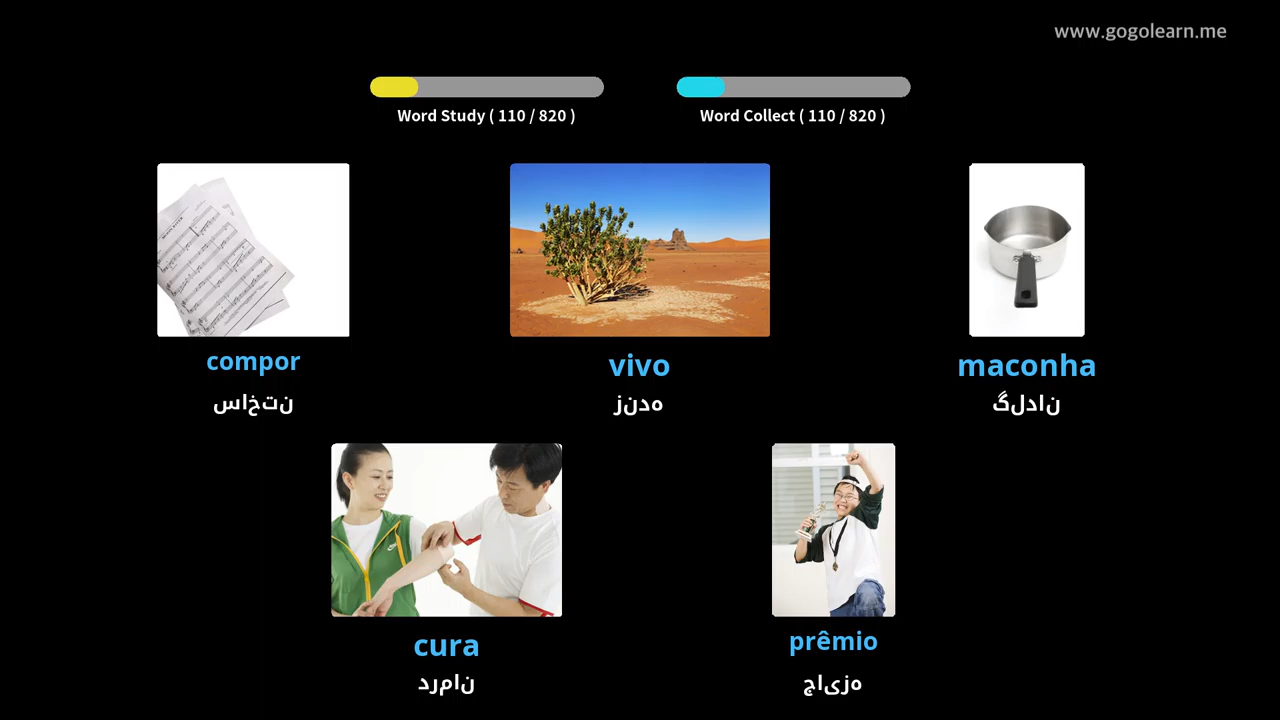 www.gogolearn.me
Word Study ( 110 / 820 )
Word Collect ( 110 / 820 )
compor
ساختن
vivo
زنده
maconha
گلدان
cura
درمان
prêmio
جایزه